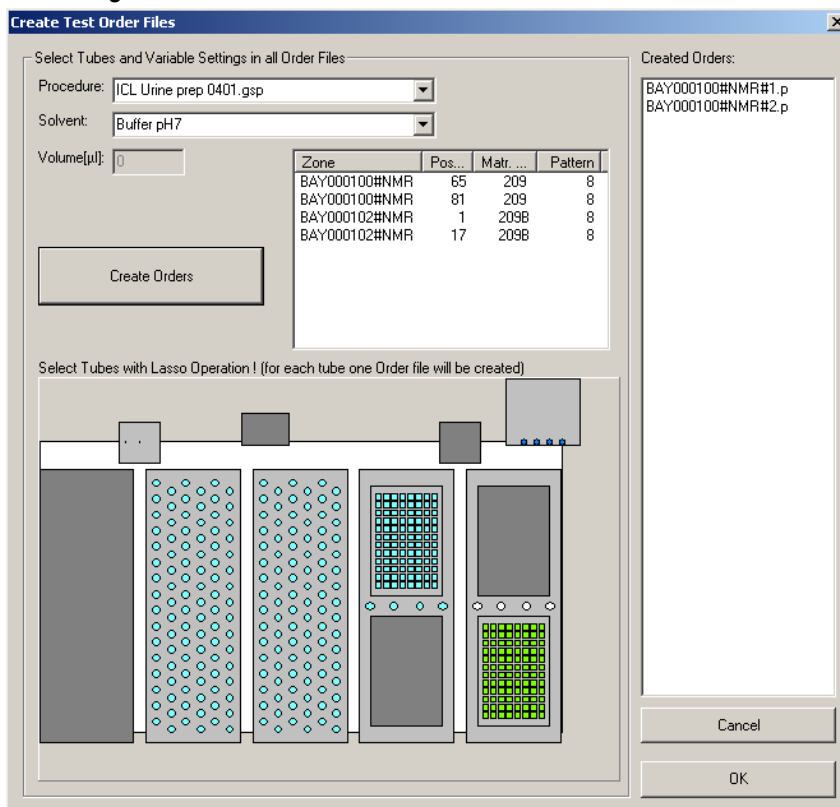 Create Test Order Files
Select Tubes and Variable Settings in all Order Files
Procedure: ICL Urine prep 0401.gsp
Solvent: Buffer pH7
Volume[µl]: 0
Zone Pos... Matr. ... Pattern
BAY000100#NMR 65 209 8
BAY000100#NMR 81 209 8
BAY000102#NMR 1 209B 8
BAY000102#NMR 17 209B 8
Create Orders
Select Tubes with Lasso Operation ! (for each tube one Order file will be created)
Created Orders:
BAY000100#NMR#1.p
BAY000100#NMR#2.p
Cancel
OK